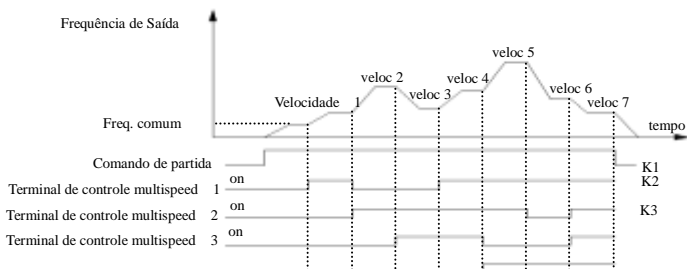 Frequência de Saída
veloc 5
veloc 2
veloc 4
veloc 3
veloc 6
Velocidade 1
veloc 7
Freq. comum
tempo
Comando de partida
K1
Terminal de controle multispeed 1 on
K2
Terminal de controle multispeed 2 on
K3
Terminal de controle multispeed 3 on